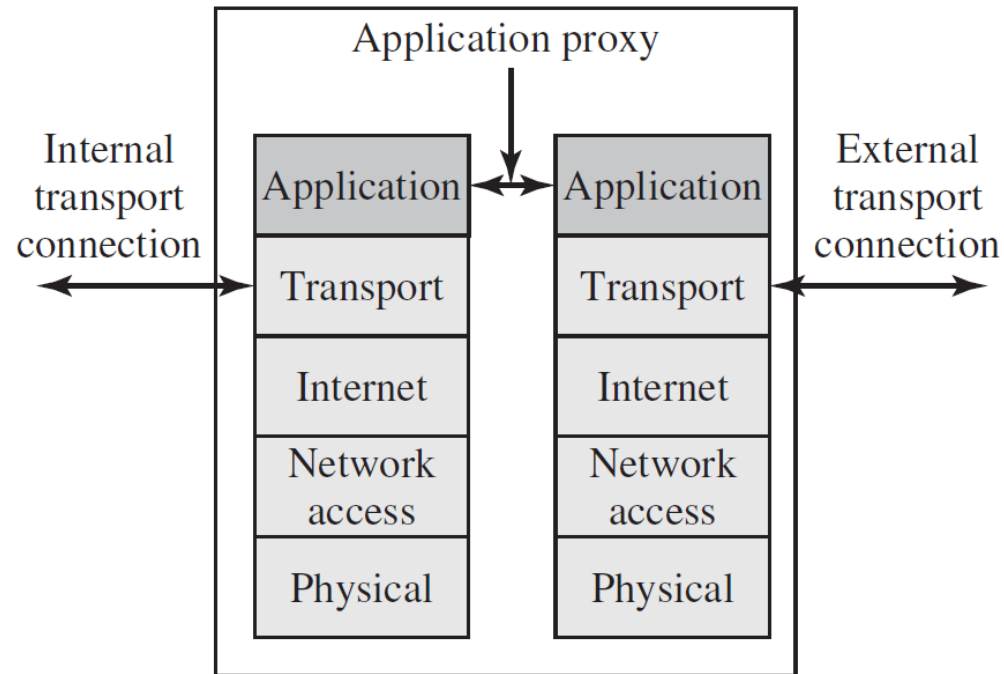 Application proxy
Internal
transport
connection
Application
Transport
Internet
Network
access
Physical
Application
Transport
Internet
Network
access
Physical
External
transport
connection